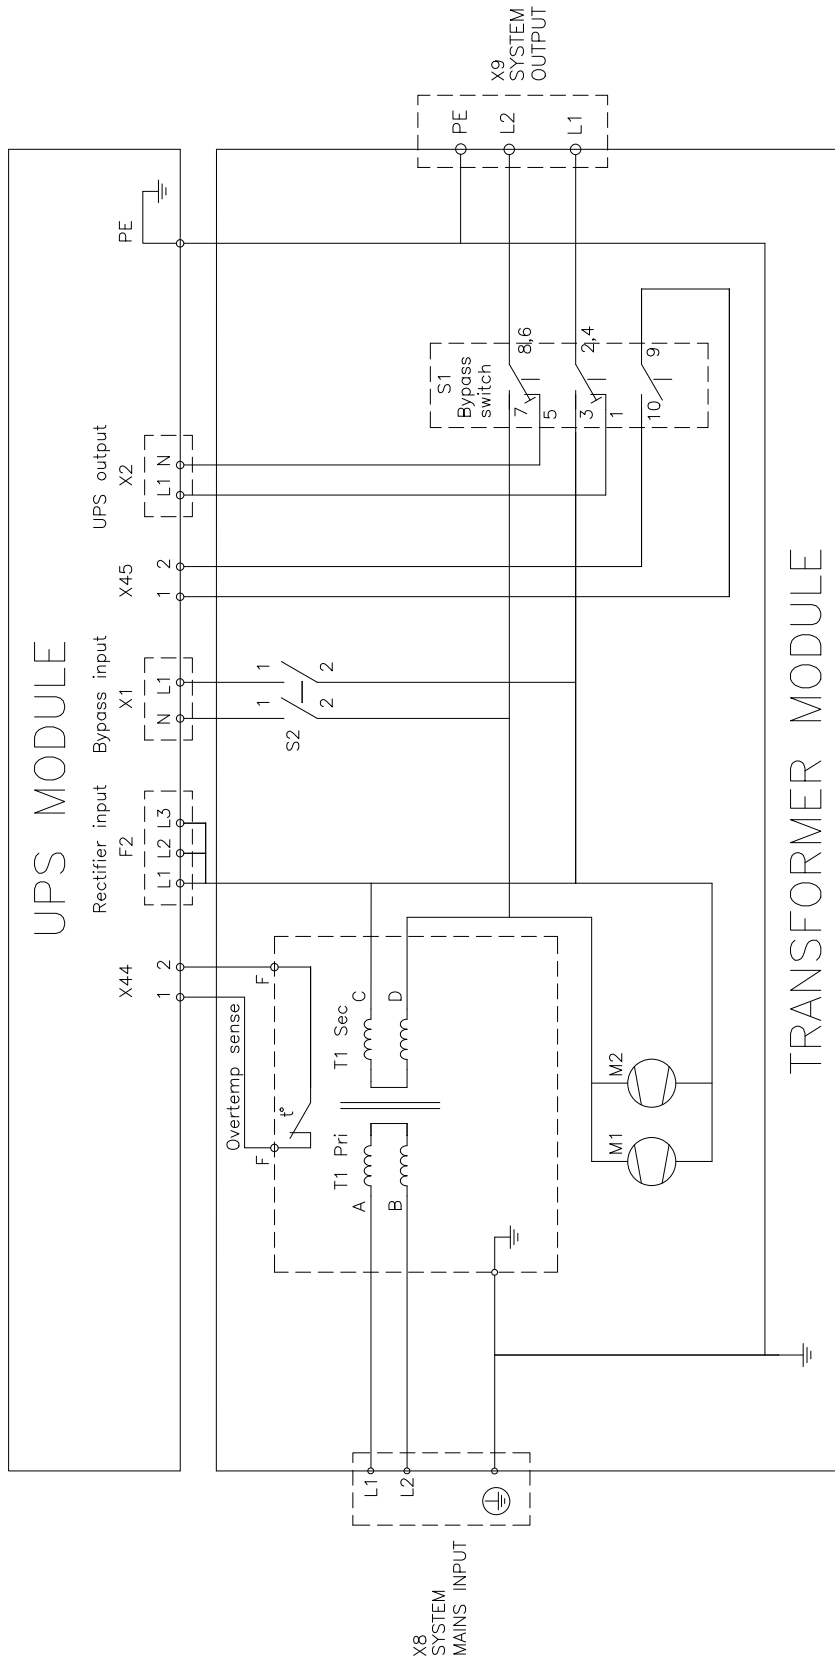 UPS MODULE
X44
1 2
Rectifier input
F2
L1 L2 L3
Bypass input
X1
N L1
X45
1 2
UPS output
X2
L1 N
PE
Overtemp sense
F
F
t°
T1 Pri
T1 Sec
A
C
B
D
1 1
S2
2 2
S1
Bypass
switch
7
8,6
5
3
2,4
1
10
9
M1
M2
X8
SYSTEM
MAINS INPUT
L1
L2
X9
SYSTEM
OUTPUT
PE
L2
L1
TRANSFORMER MODULE